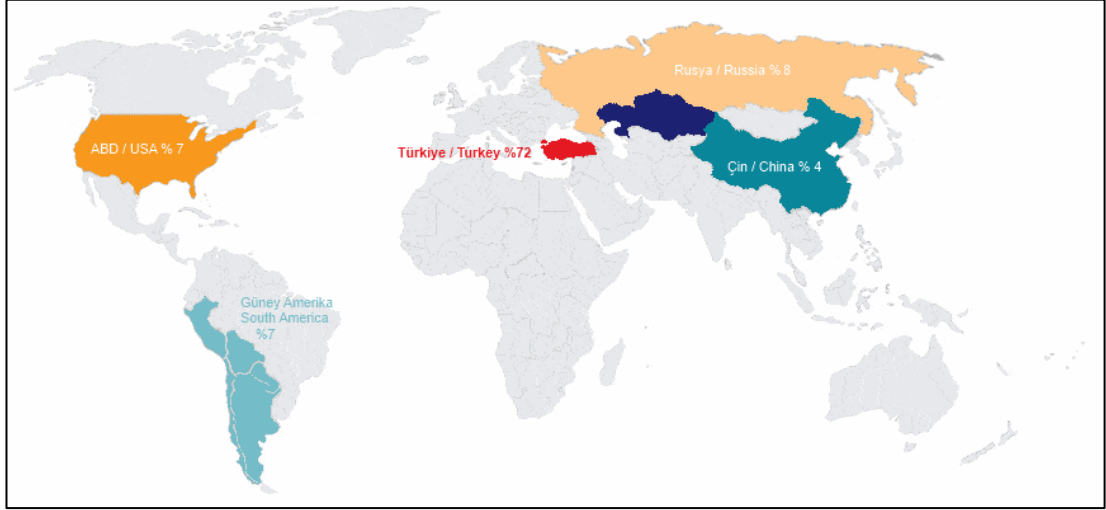 Rusya / Russia % 8
ABD / USA % 7
Türkiye / Turkey %72
Çin / China % 4
Güney Amerika
South America
%7